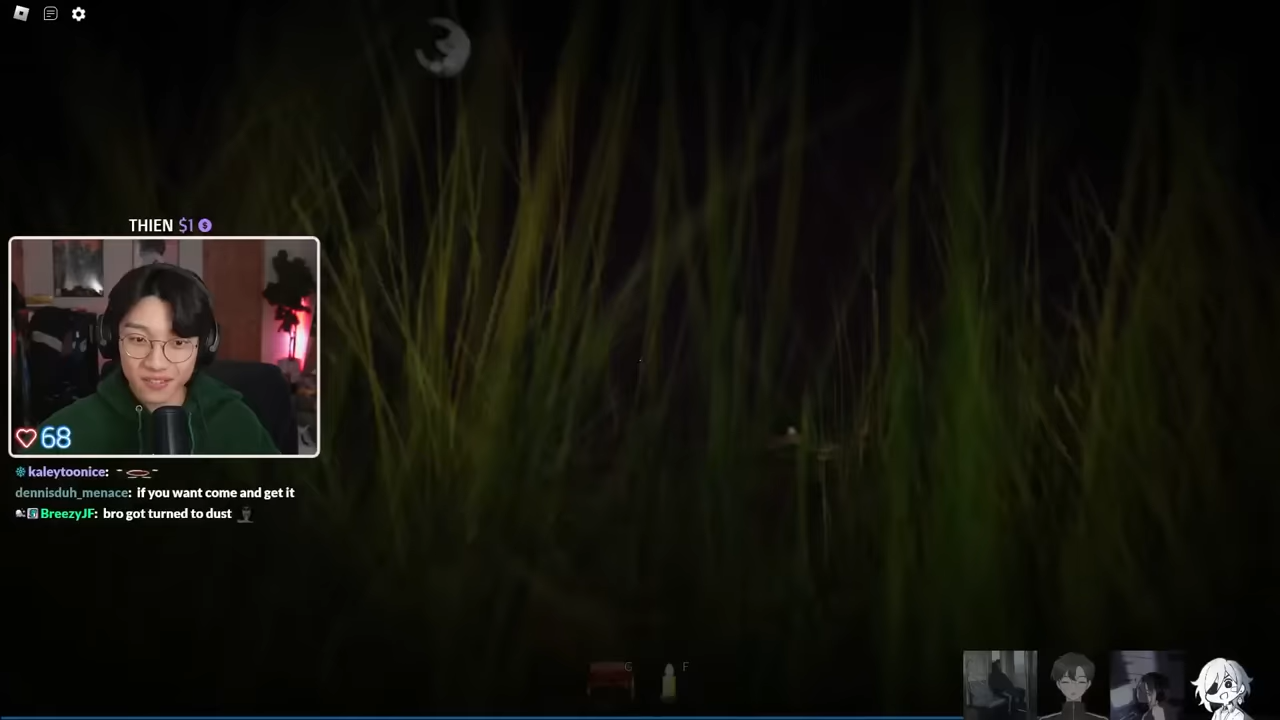 THIEN $1
68
kaleytoonice:
dennisduh_menace: if you want come and get it
BreezyJF: bro got turned to dust
G
F